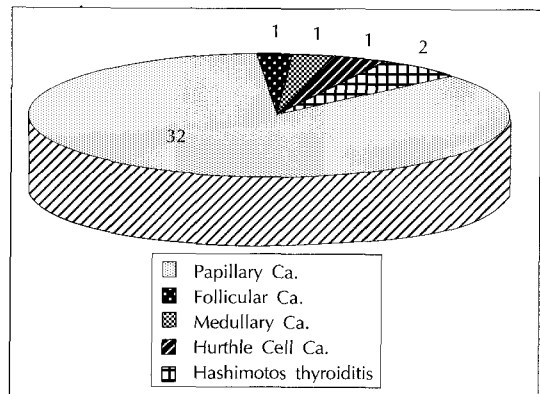 1 1 1 2
32
Papillary Ca.
Follicular Ca.
Medullary Ca.
Hurthle Cell Ca.
Hashimotos thyroiditis